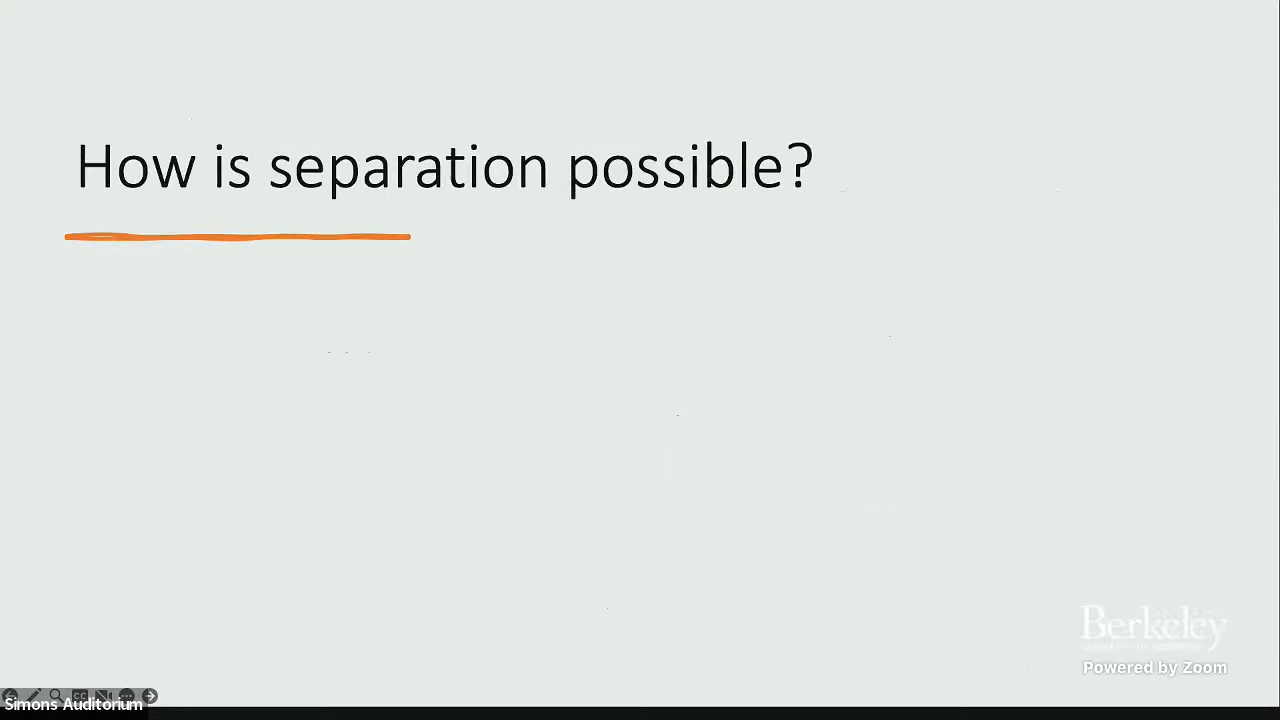 How is separation possible?
Berkeley
Powered by Zoom
Simons Auditorium